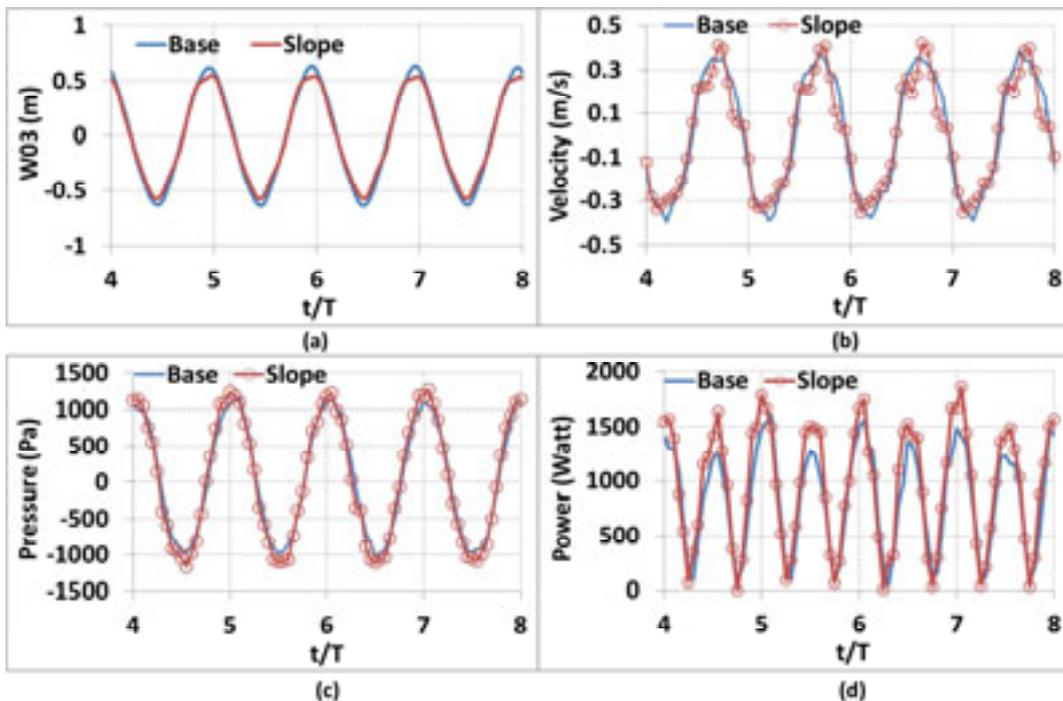 Base Slope
W03 (m)
1
0.5
0
-0.5
-1
4 5 6 7 8
t/T
(a)
Base Slope
Velocity (m/s)
0.5
0.3
0.1
-0.1
-0.3
-0.5
4 5 6 7 8
t/T
(b)
Base Slope
Pressure (Pa)
1500
1000
500
0
-500
-1000
-1500
4 5 6 7 8
t/T
(c)
Base Slope
Power (Watt)
2000
1500
1000
500
0
4 5 6 7 8
t/T
(d)